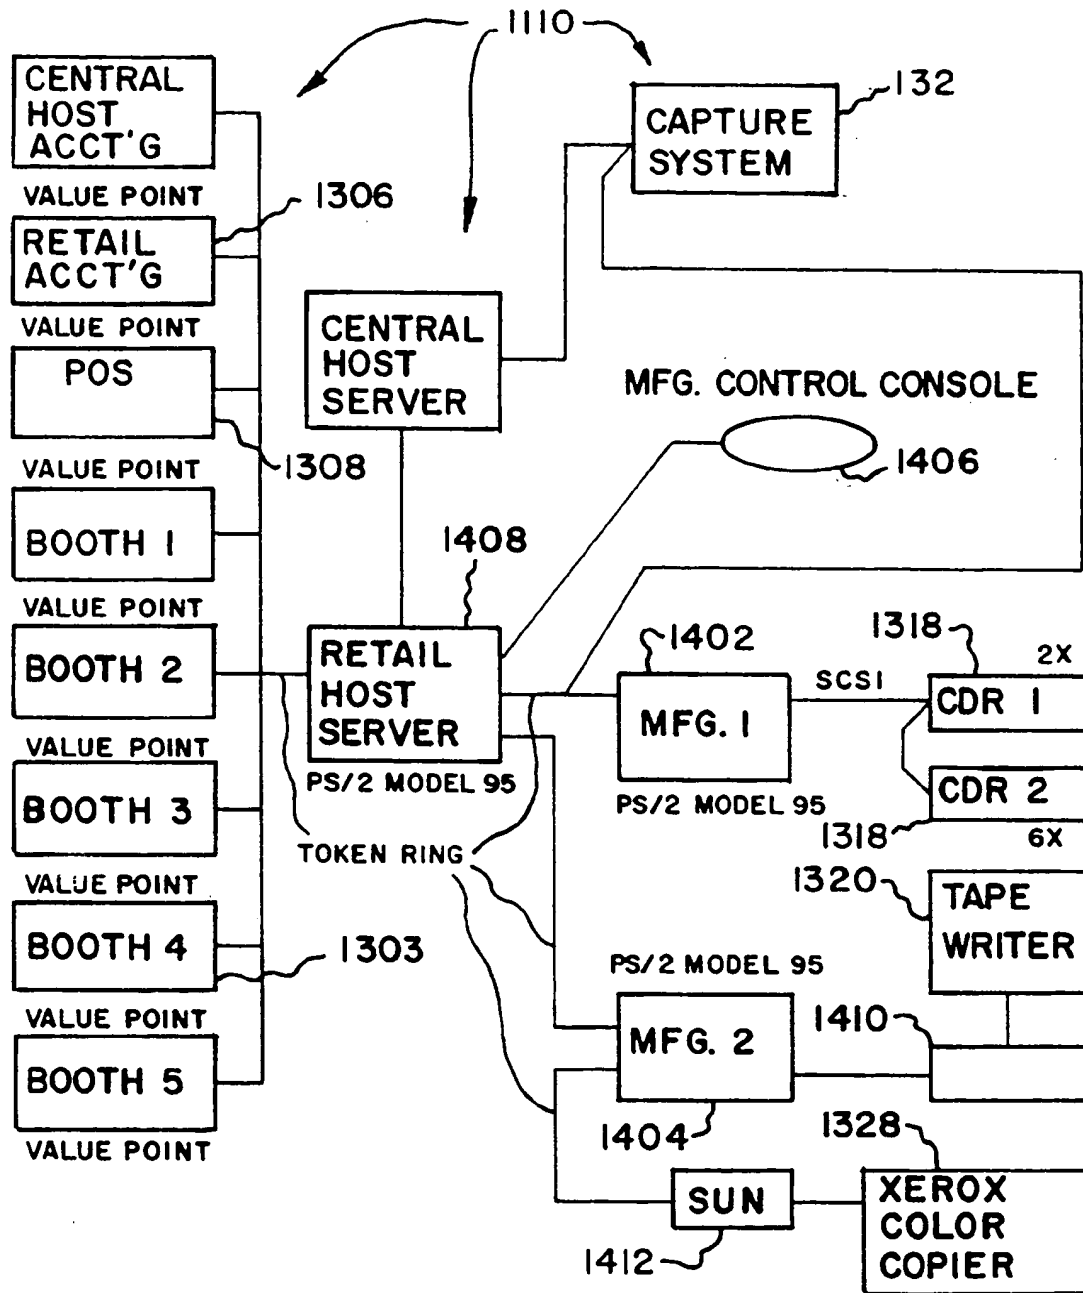 1110
CENTRAL
HOST
ACCT'G
VALUE POINT
1306
RETAIL
ACCT'G
VALUE POINT
POS
1308
VALUE POINT
BOOTH 1
VALUE POINT
BOOTH 2
VALUE POINT
BOOTH 3
VALUE POINT
BOOTH 4
1303
VALUE POINT
BOOTH 5
VALUE POINT
CAPTURE
SYSTEM
132
CENTRAL
HOST
SERVER
MFG. CONTROL CONSOLE
1406
1408
RETAIL
HOST
SERVER
PS/2 MODEL 95
TOKEN RING
1402
MFG. 1
PS/2 MODEL 95
SCSI
1318
2X
CDR 1
CDR 2
1318
6X
1320
TAPE
WRITER
PS/2 MODEL 95
MFG. 2
1404
1410
1328
SUN
1412
XEROX
COLOR
COPIER